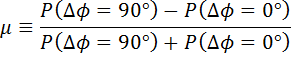 μ ≡ P(Δϕ = 90°) − P(Δϕ = 0°) / P(Δϕ = 90°) + P(Δϕ = 0°)